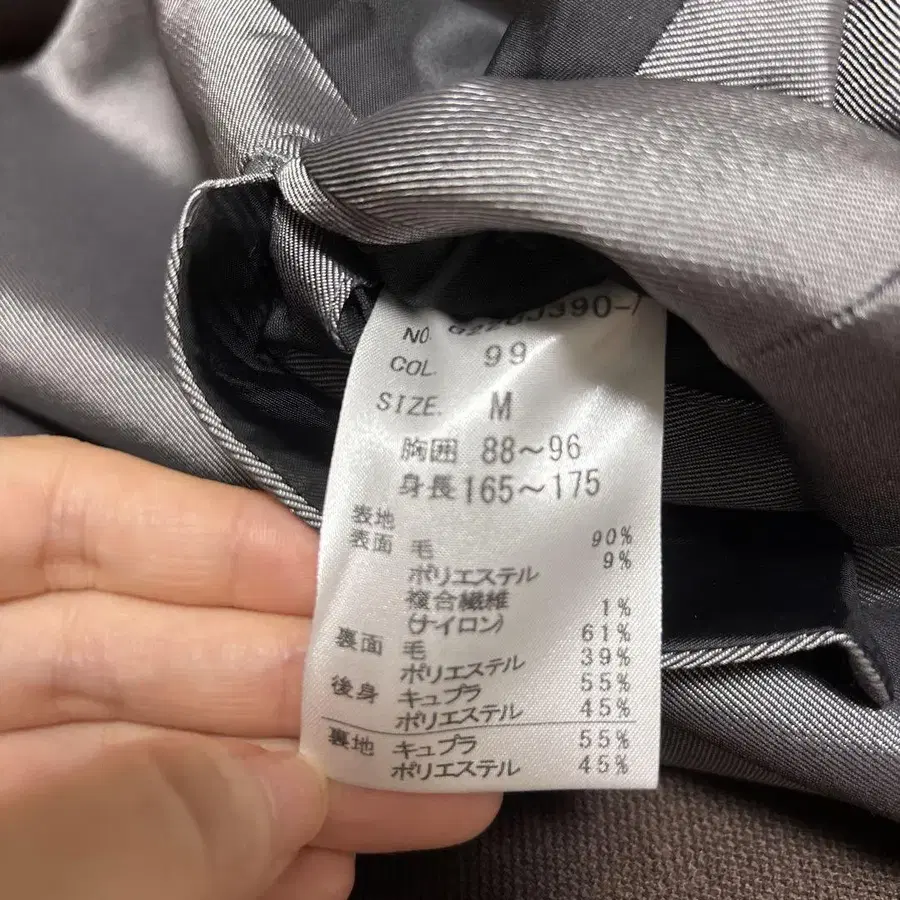 NO.
COL. 99
SIZE. M
胸囲 88～96
身長 165～175
表地
表面 毛 90%
ポリエステル 9%
複合繊維
(ナイロン) 1%
裏面 毛 61%
ポリエステル 39%
後身 キュプラ 55%
ポリエステル 45%
裏地 キュプラ 55%
ポリエステル 45%